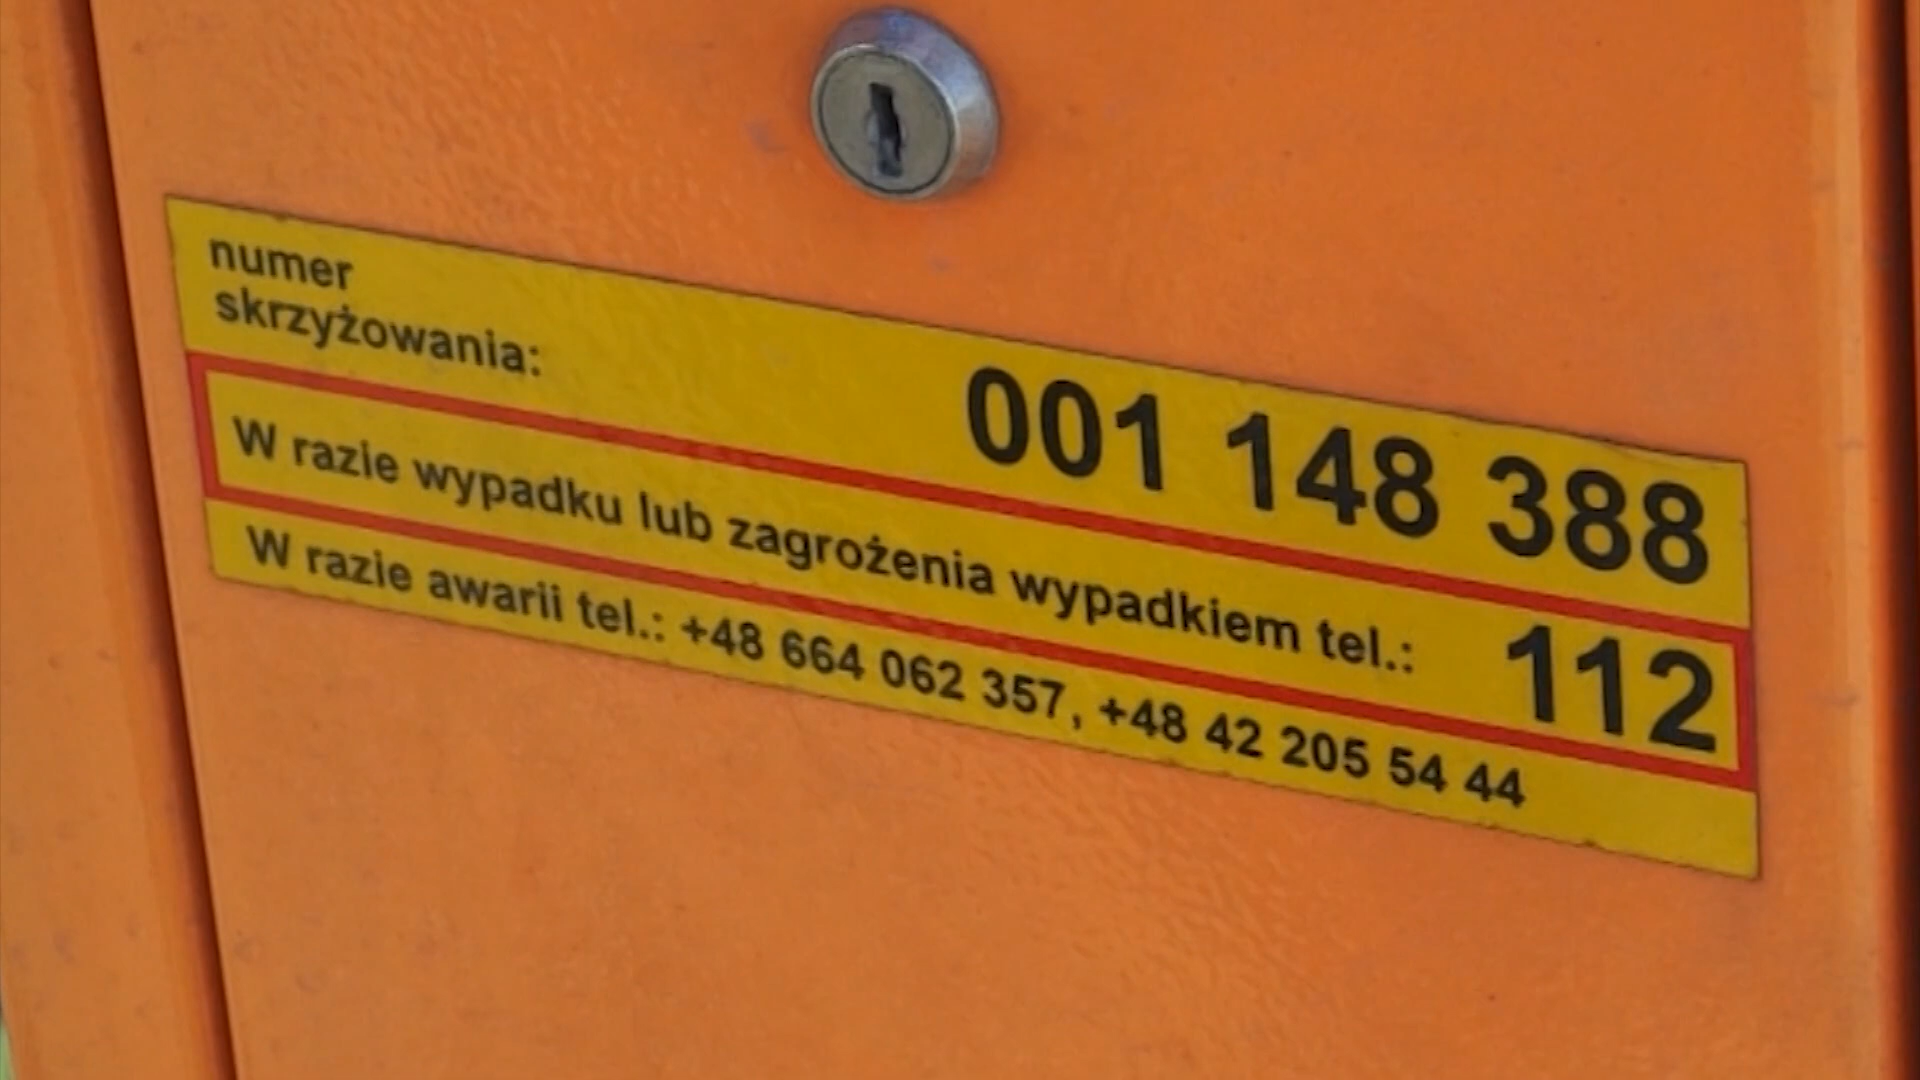 numer
skrzyżowania:
001 148 388
W razie wypadku lub zagrożenia wypadkiem tel.: 112
W razie awarii tel.: +48 664 062 357, +48 42 205 54 44